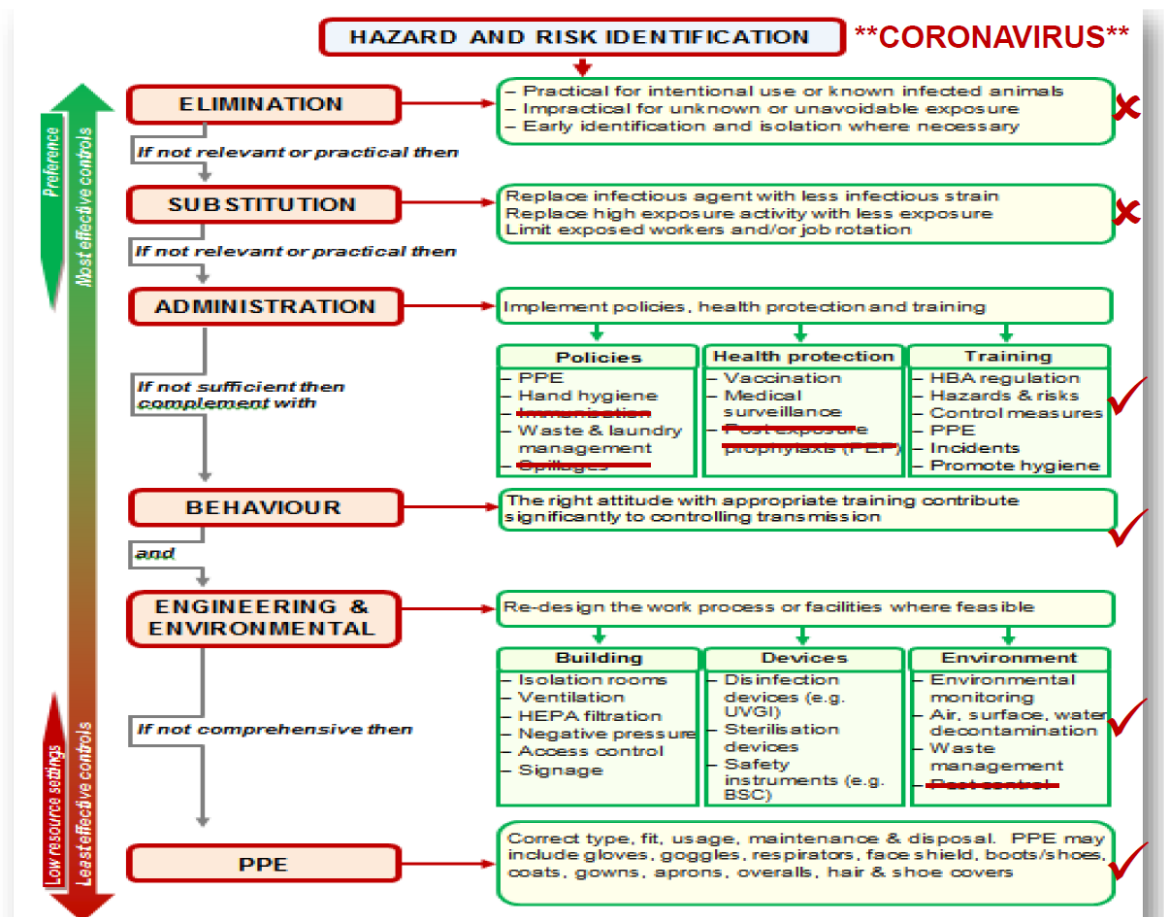 HAZARD AND RISK IDENTIFICATION
**CORONAVIRUS**
Preference
Most effective controls
Low resource settings
Least effective controls
ELIMINATION
– Practical for intentional use or known infected animals
– Impractical for unknown or unavoidable exposure
– Early identification and isolation where necessary
If not relevant or practical then
SUBSTITUTION
Replace infectious agent with less infectious strain
Replace high exposure activity with less exposure
Limit exposed workers and/or job rotation
If not relevant or practical then
ADMINISTRATION
Implement policies, health protection and training
If not sufficient then
complement with
Policies
– PPE
– Hand hygiene
– Immunisation
– Waste & laundry
management
– Spillages
Health protection
– Vaccination
– Medical
surveillance
– Post exposure
prophylaxis (PEP)
Training
– HBA regulation
– Hazards & risks
– Control measures
– PPE
– Incidents
– Promote hygiene
BEHAVIOUR
The right attitude with appropriate training contribute
significantly to controlling transmission
and
ENGINEERING &
ENVIRONMENTAL
Re-design the work process or facilities where feasible
Building
– Isolation rooms
– Ventilation
– HEPA filtration
– Negative pressure
– Access control
– Signage
Devices
– Disinfection
devices (e.g.
UVGI)
– Sterilisation
devices
– Safety
instruments (e.g.
BSC)
Environment
– Environmental
monitoring
– Air, surface, water
decontamination
– Waste
management
– Pest control
If not comprehensive then
PPE
Correct type, fit, usage, maintenance & disposal. PPE may
include gloves, goggles, respirators, face shield, boots/shoes,
coats, gowns, aprons, overalls, hair & shoe covers